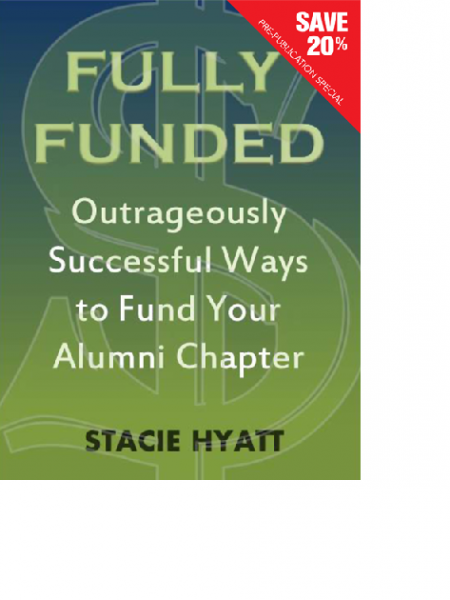 SAVE
20%
PRE-PUBLICATION SPECIAL
FULLY
FUNDED
Outrageously
Successful Ways
to Fund Your
Alumni Chapter
STACIE HYATT